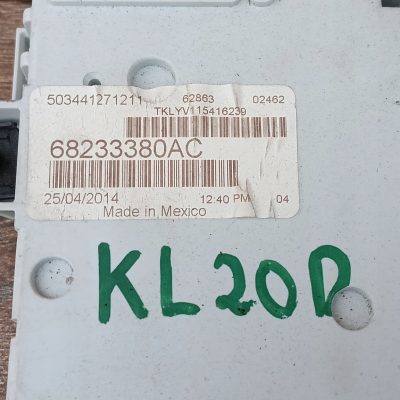 503441271211 62863 02462
TKLYV115416239
68233380AC
25/04/2014 12:40 PM 04
Made in Mexico
KL20D